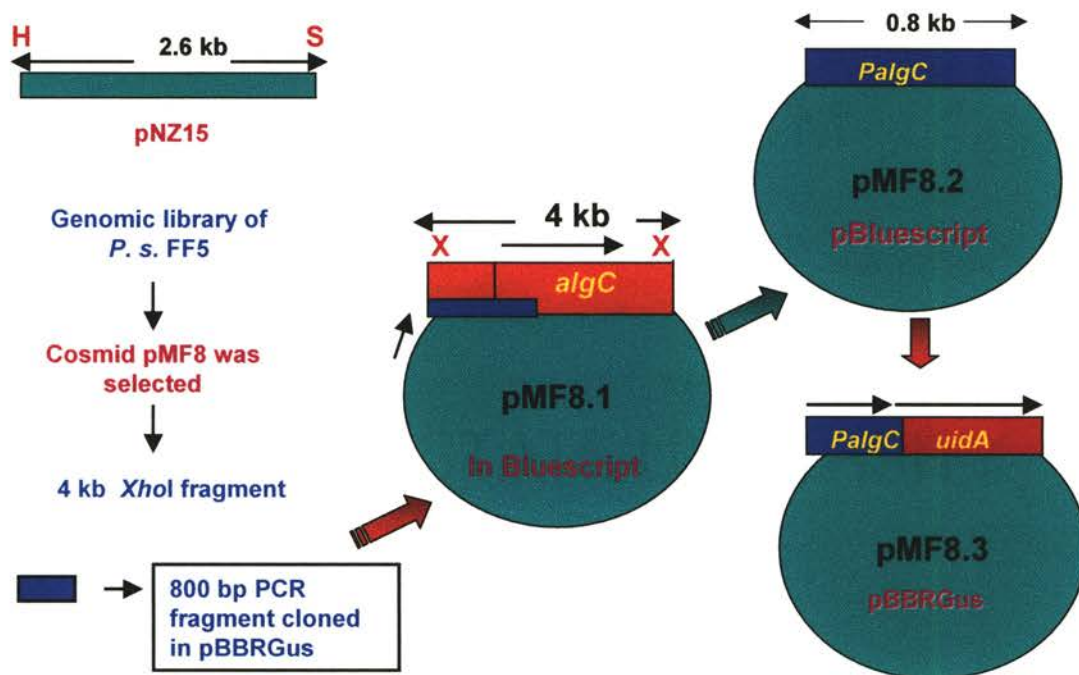 H
S
2.6 kb
pNZ15
Genomic library of
P. s. FF5
Cosmid pMF8 was
selected
4 kb XhoI fragment
800 bp PCR
fragment cloned
in pBBRGus
4 kb
X
X
algC
pMF8.1
In Bluescript
0.8 kb
PalgC
pMF8.2
pBluescript
PalgC
uidA
pMF8.3
pBBRGus